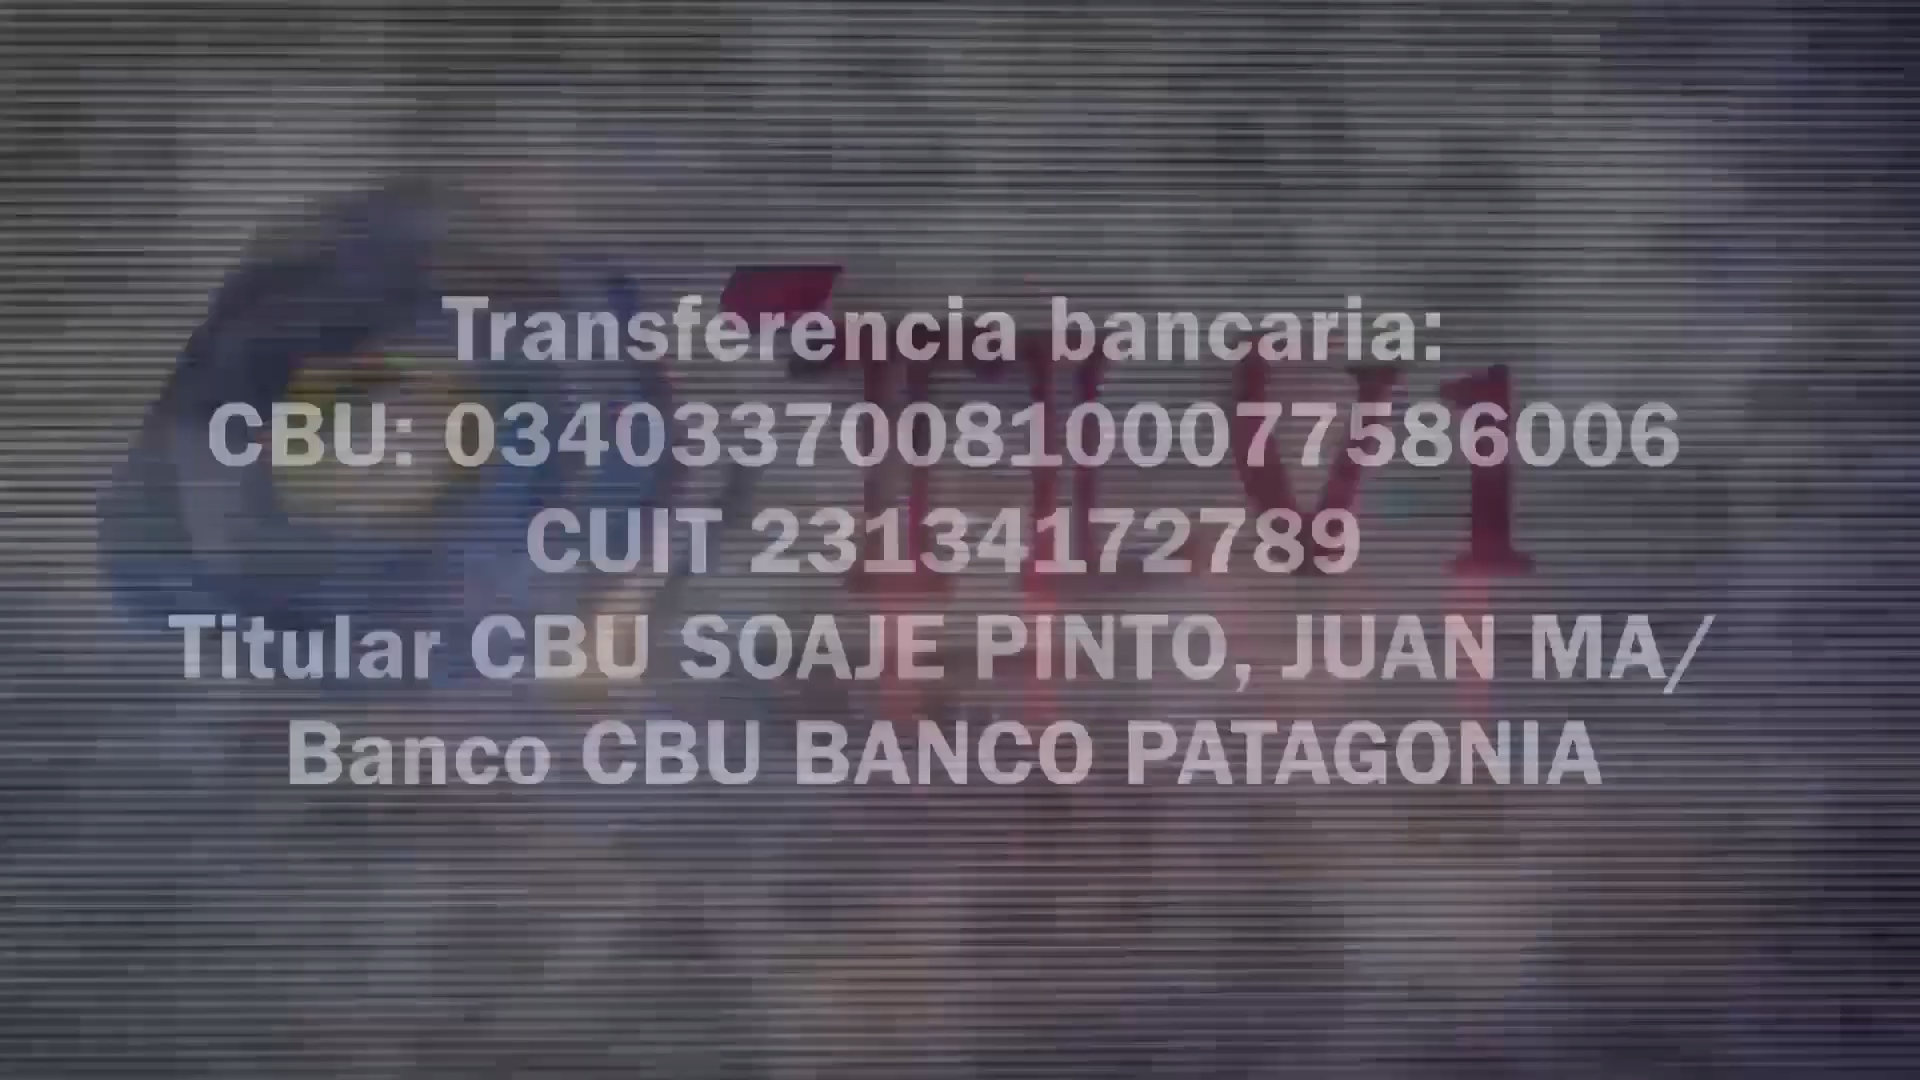 Transferencia bancaria:
CBU: 0340337008100077586006
CUIT 23134172789
Titular CBU SOAJE PINTO, JUAN MA/
Banco CBU BANCO PATAGONIA